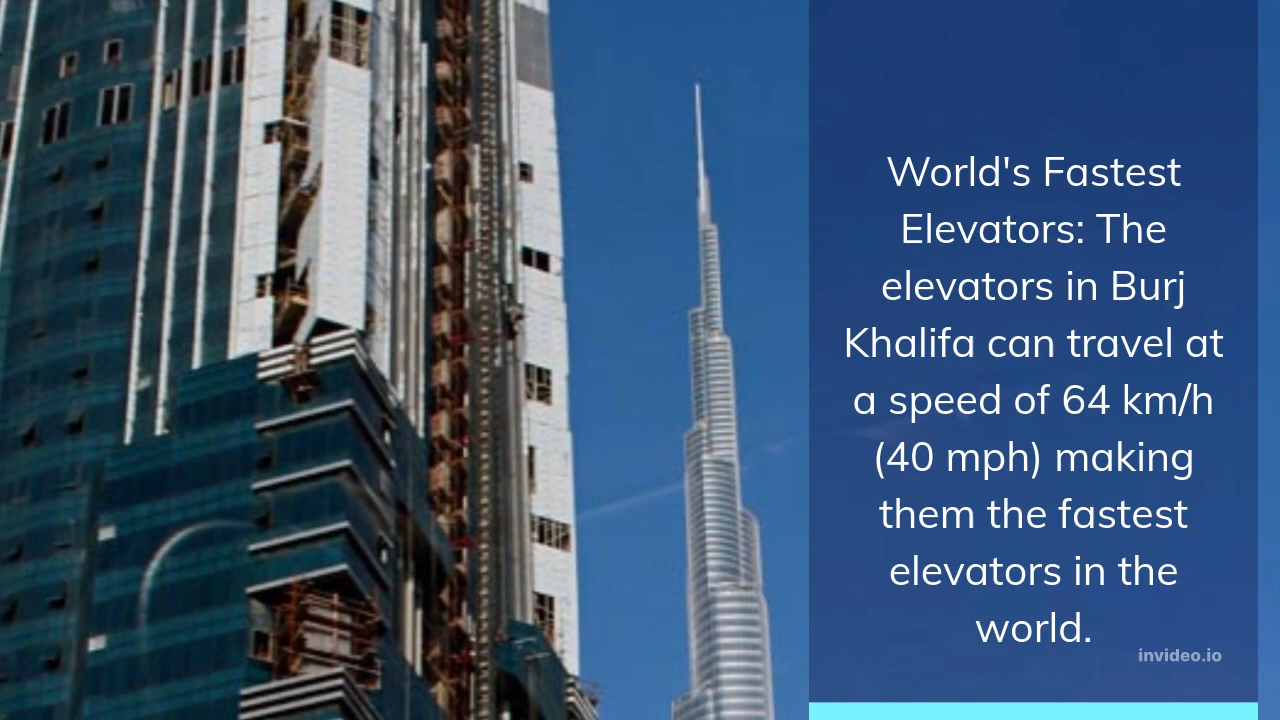 World's Fastest
Elevators: The
elevators in Burj
Khalifa can travel at
a speed of 64 km/h
(40 mph) making
them the fastest
elevators in the
world.
invideo.io